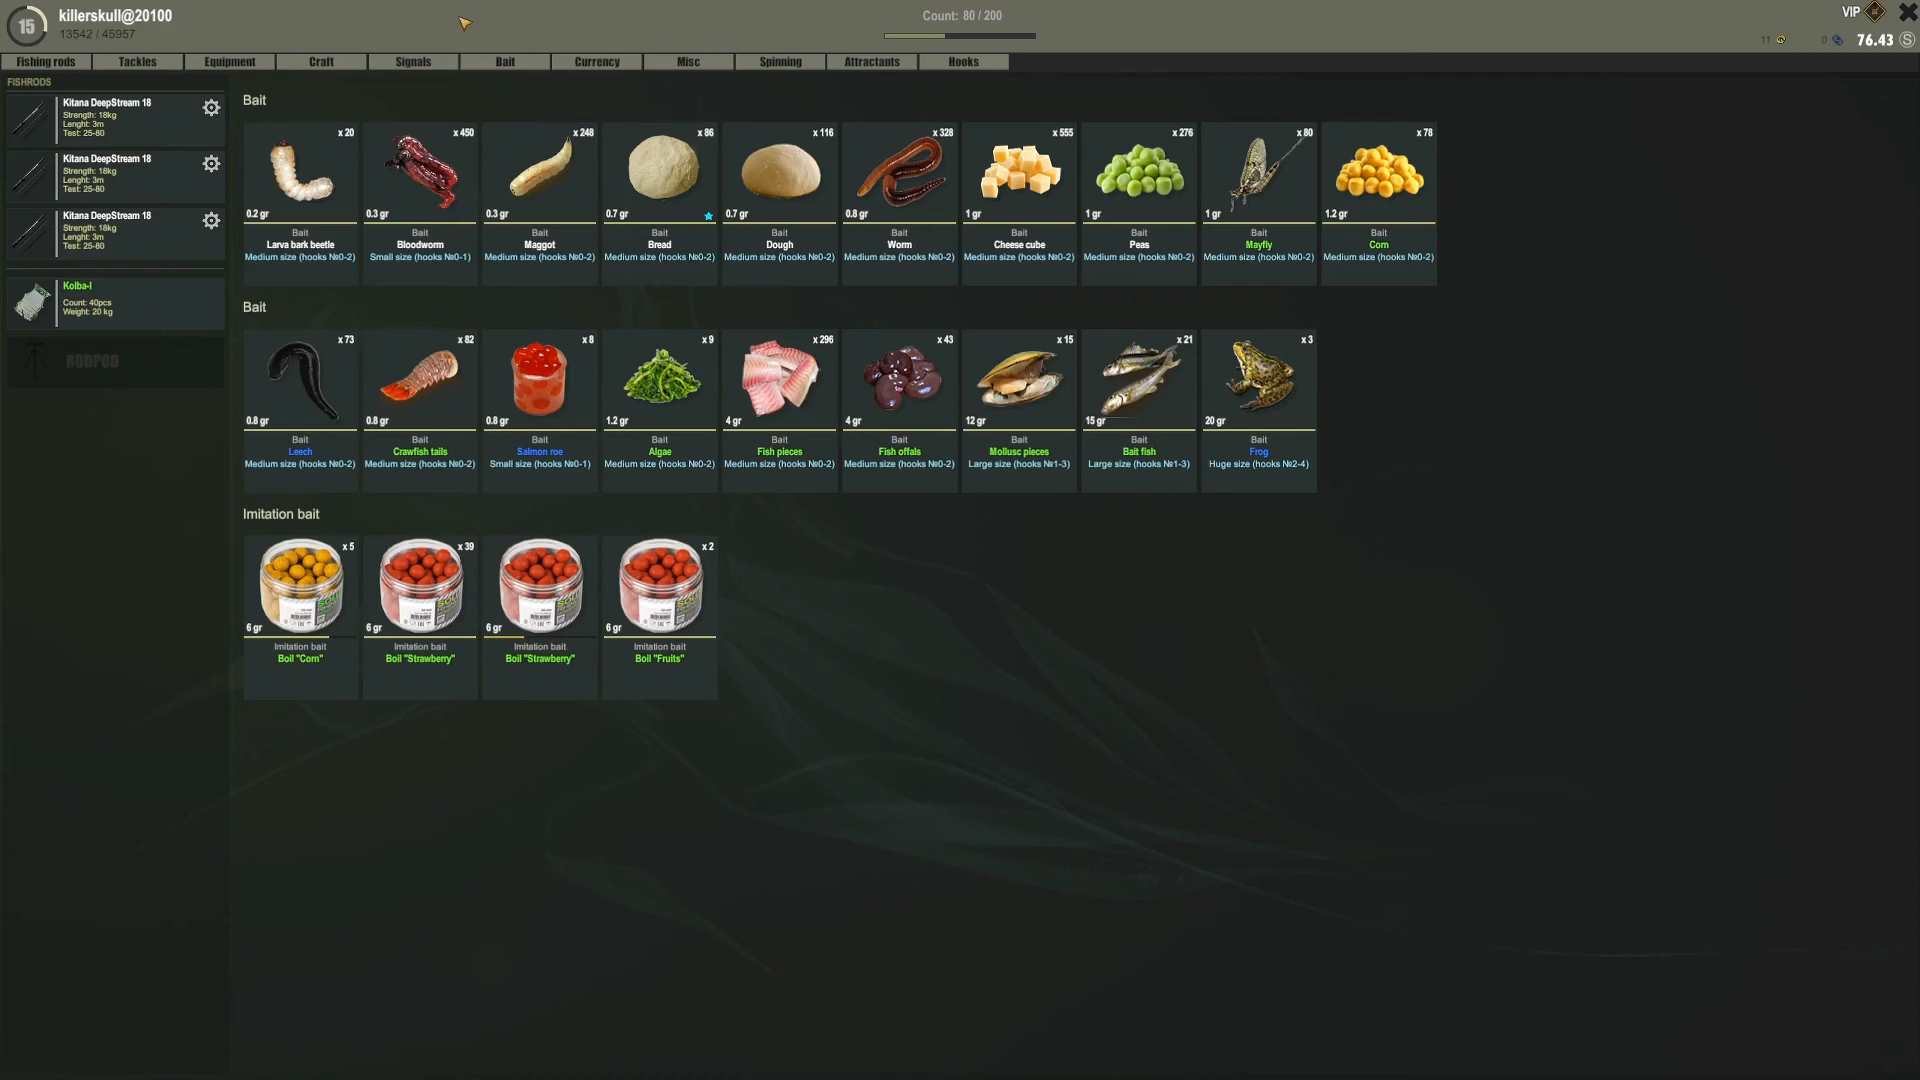 15
killerskull@20100
13542 / 45957
Count: 80 / 200
VIP
11
0
76.43
Fishing rods
Tackles
Equipment
Craft
Signals
Bait
Currency
Misc
Spinning
Attractants
Hooks
FISHRODS
Kitana DeepStream 18
Strength: 18kg
Lenght: 3m
Test: 25-80
Kitana DeepStream 18
Strength: 18kg
Lenght: 3m
Test: 25-80
Kitana DeepStream 18
Strength: 18kg
Lenght: 3m
Test: 25-80
Kolba-I
Count: 40pcs
Weight: 20 kg
RODPOD
Bait
x 20
0.2 gr
Bait
Larva bark beetle
Medium size (hooks №0-2)
x 450
0.3 gr
Bait
Bloodworm
Small size (hooks №0-1)
x 248
0.3 gr
Bait
Maggot
Medium size (hooks №0-2)
x 86
0.7 gr
Bait
Bread
Medium size (hooks №0-2)
x 116
0.7 gr
Bait
Dough
Medium size (hooks №0-2)
x 328
0.8 gr
Bait
Worm
Medium size (hooks №0-2)
x 555
1 gr
Bait
Cheese cube
Medium size (hooks №0-2)
x 276
1 gr
Bait
Peas
Medium size (hooks №0-2)
x 80
1 gr
Bait
Mayfly
Medium size (hooks №0-2)
x 78
1.2 gr
Bait
Corn
Medium size (hooks №0-2)
Bait
x 73
0.8 gr
Bait
Leech
Medium size (hooks №0-2)
x 82
0.8 gr
Bait
Crawfish tails
Medium size (hooks №0-2)
x 8
0.8 gr
Bait
Salmon roe
Small size (hooks №0-1)
x 9
1.2 gr
Bait
Algae
Medium size (hooks №0-2)
x 296
4 gr
Bait
Fish pieces
Medium size (hooks №0-2)
x 43
4 gr
Bait
Fish offals
Medium size (hooks №0-2)
x 15
12 gr
Bait
Mollusc pieces
Large size (hooks №1-3)
x 21
15 gr
Bait
Bait fish
Large size (hooks №1-3)
x 3
20 gr
Bait
Frog
Huge size (hooks №2-4)
Imitation bait
x 5
6 gr
Imitation bait
Boil "Corn"
x 39
6 gr
Imitation bait
Boil "Strawberry"
6 gr
Imitation bait
Boil "Strawberry"
x 2
6 gr
Imitation bait
Boil "Fruits"